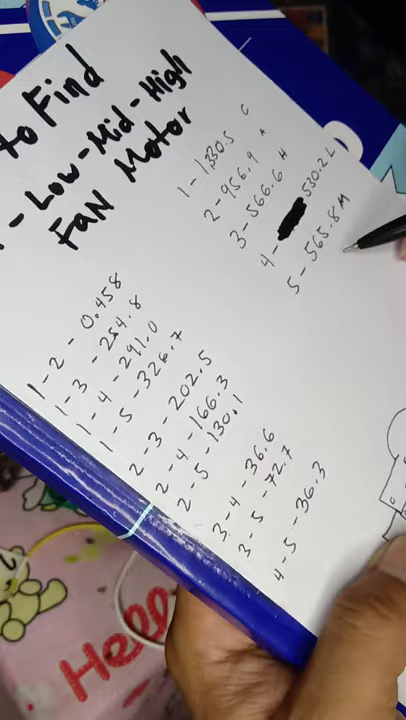 to Find
- Low-Mid-High
FaN Motor
1 - 1,330.5 C
2 - 956.9 A
3 - 566.6 H
4 - 530.2 L
5 - 565.8 M
1 - 2 - 0.458
1 - 3 - 254.8
1 - 4 - 291.0
1 - 5 - 326.7
2 - 3 - 202.5
2 - 4 - 166.3
2 - 5 - 130.1
3 - 4 - 36.6
3 - 5 - 72.7
4 - 5 - 36.3
Hello